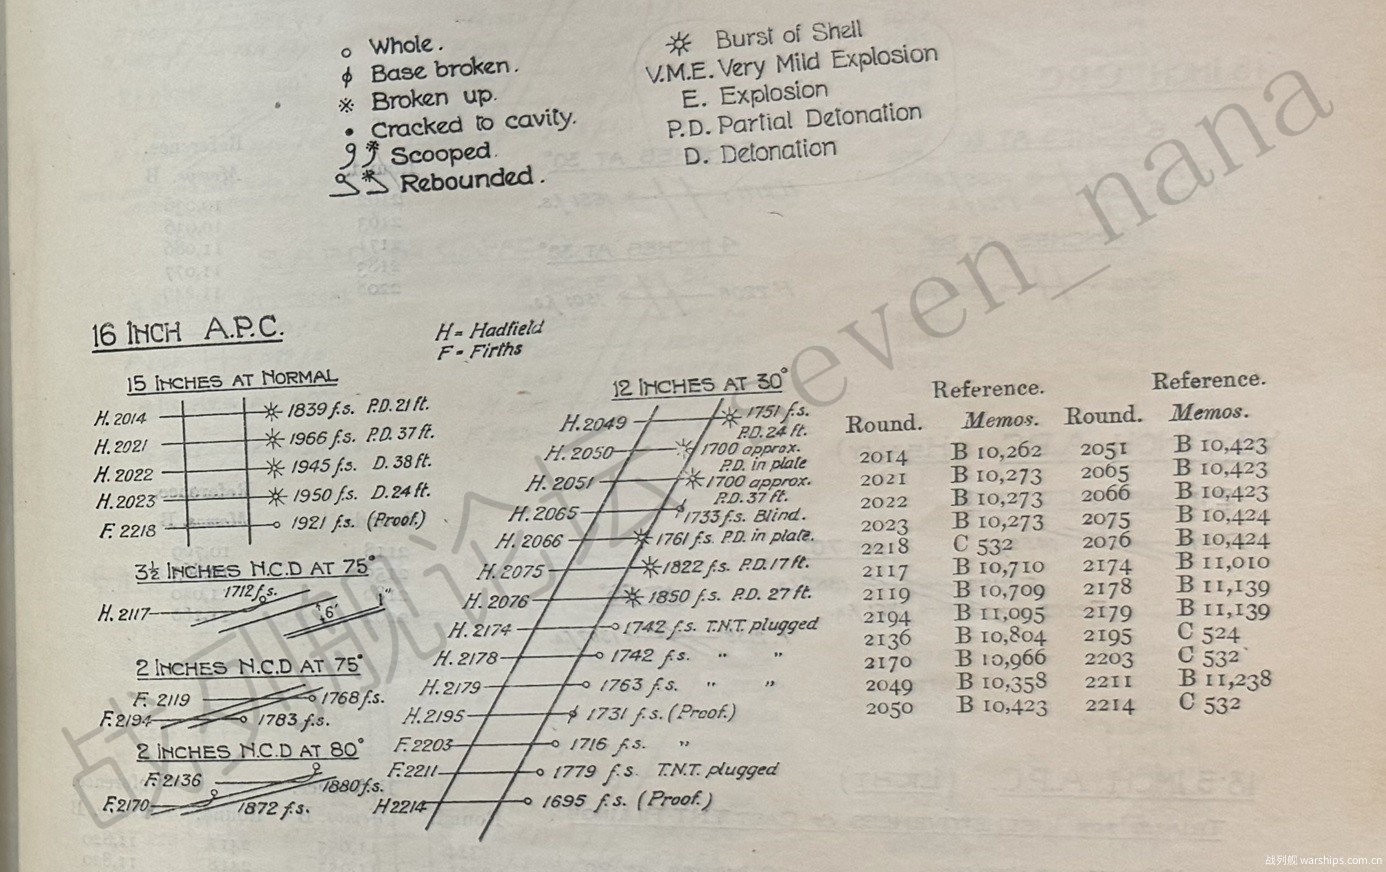 Whole.
Base broken.
Broken up.
Cracked to cavity.
Scooped.
Rebounded.
Burst of Shell
V.M.E. Very Mild Explosion
E. Explosion
P.D. Partial Detonation
D. Detonation
16 INCH A.P.C.
H = Hadfield
F = Firths
15 INCHES AT NORMAL
H. 2014 1839 f.s. P.D. 21 ft.
H. 2021 1966 f.s. P.D. 37 ft.
H. 2022 1945 f.s. D. 38 ft.
H. 2023 1950 f.s. D. 24 ft.
F. 2218 1921 f.s. (Proof.)
3½ INCHES N.C.D AT 75°
1712 f.s.
H. 2117 6" 1"
2 INCHES N.C.D AT 75°
F. 2119 1768 f.s.
F. 2194 1783 f.s.
2 INCHES N.C.D AT 80°
F. 2136 1880 f.s.
F. 2170 1872 f.s.
12 INCHES AT 30°
H. 2049 1751 f.s.
P.D. 24 ft.
H. 2050 1700 approx.
P.D. in plate
H. 2051 1700 approx.
P.D. 37 ft.
H. 2065 1733 f.s. Blind.
H. 2066 1761 f.s. P.D. in plate.
H. 2075 1822 f.s. P.D. 17 ft.
H. 2076 1850 f.s. P.D. 27 ft.
H. 2174 1742 f.s. T.N.T. plugged
H. 2178 1742 f.s. " "
H. 2179 1763 f.s. " "
H. 2195 1731 f.s. (Proof.)
F. 2203 1716 f.s. "
F. 2211 1779 f.s. T.N.T. plugged
H 2214 1695 f.s. (Proof.)
Reference. Reference.
Round. Memos. Round. Memos.
2014 B 10,262 2051 B 10,423
2021 B 10,273 2065 B 10,423
2022 B 10,273 2066 B 10,423
2023 B 10,273 2075 B 10,424
2218 C 532 2076 B 10,424
2117 B 10,710 2174 B 11,010
2119 B 10,709 2178 B 11,139
2194 B 11,095 2179 B 11,139
2136 B 10,804 2195 C 524
2170 B 10,966 2203 C 532
2049 B 10,358 2211 B 11,238
2050 B 10,423 2214 C 532
战列舰论坛 seven_nana
战列舰 warships.com.cn